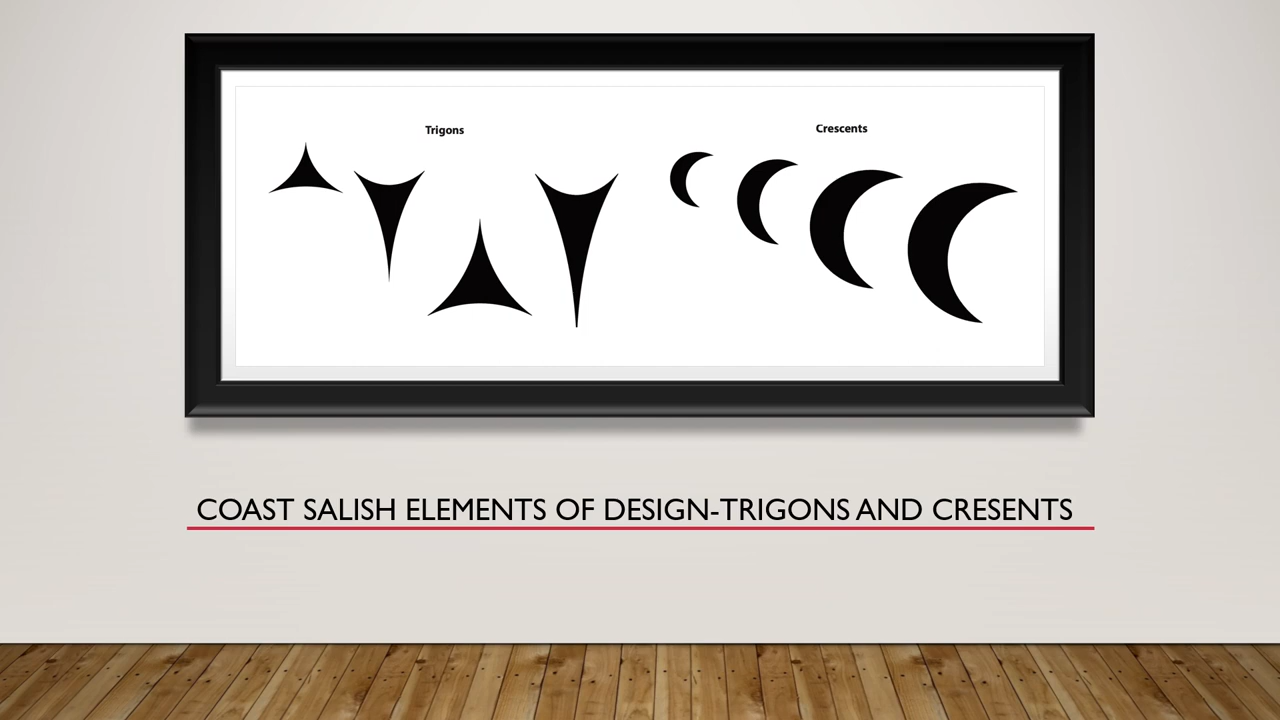 Trigons
Crescents
COAST SALISH ELEMENTS OF DESIGN-TRIGONS AND CRESENTS